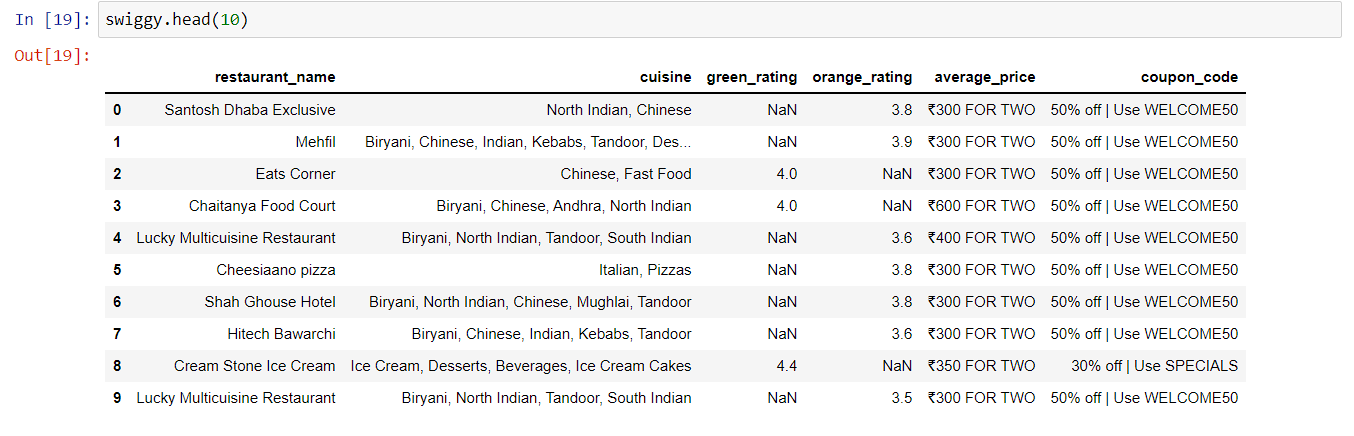 In [19]: swiggy.head(10)
Out[19]:
restaurant_name cuisine green_rating orange_rating average_price coupon_code
0 Santosh Dhaba Exclusive North Indian, Chinese NaN 3.8 ₹300 FOR TWO 50% off | Use WELCOME50
1 Mehfil Biryani, Chinese, Indian, Kebabs, Tandoor, Des... NaN 3.9 ₹300 FOR TWO 50% off | Use WELCOME50
2 Eats Corner Chinese, Fast Food 4.0 NaN ₹300 FOR TWO 50% off | Use WELCOME50
3 Chaitanya Food Court Biryani, Chinese, Andhra, North Indian 4.0 NaN ₹600 FOR TWO 50% off | Use WELCOME50
4 Lucky Multicuisine Restaurant Biryani, North Indian, Tandoor, South Indian NaN 3.6 ₹400 FOR TWO 50% off | Use WELCOME50
5 Cheesiaano pizza Italian, Pizzas NaN 3.8 ₹300 FOR TWO 50% off | Use WELCOME50
6 Shah Ghouse Hotel Biryani, North Indian, Chinese, Mughlai, Tandoor NaN 3.8 ₹300 FOR TWO 50% off | Use WELCOME50
7 Hitech Bawarchi Biryani, Chinese, Indian, Kebabs, Tandoor NaN 3.6 ₹300 FOR TWO 50% off | Use WELCOME50
8 Cream Stone Ice Cream Ice Cream, Desserts, Beverages, Ice Cream Cakes 4.4 NaN ₹350 FOR TWO 30% off | Use SPECIALS
9 Lucky Multicuisine Restaurant Biryani, North Indian, Tandoor, South Indian NaN 3.5 ₹300 FOR TWO 50% off | Use WELCOME50